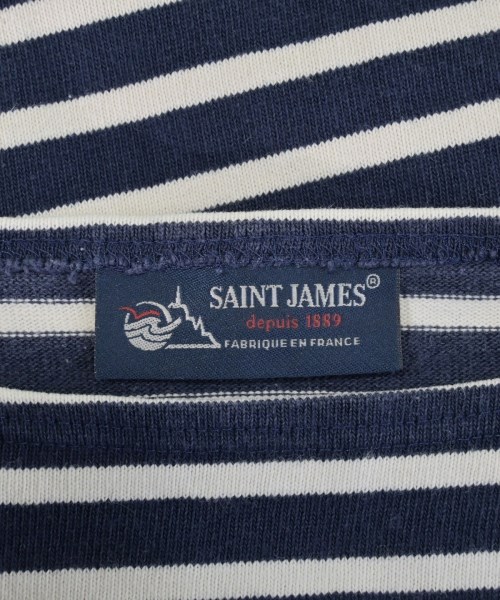 SAINT JAMES®
depuis 1889
FABRIQUE EN FRANCE